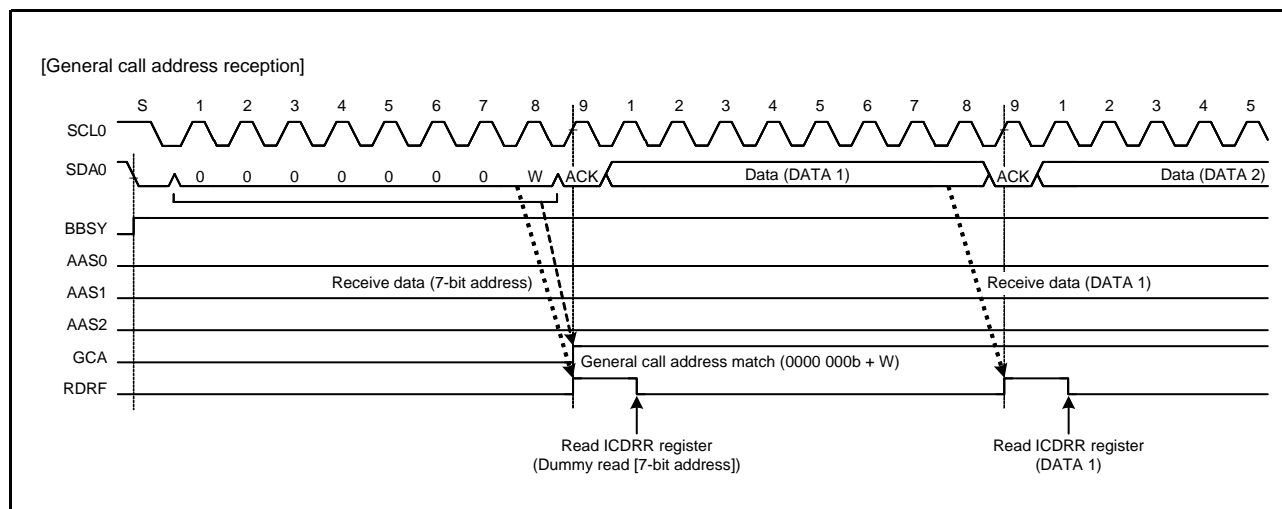 [General call address reception]
S 1 2 3 4 5 6 7 8 9 1 2 3 4 5 6 7 8 9 1 2 3 4 5
SCL0
SDA0 0 0 0 0 0 0 0 W ACK Data (DATA 1) ACK Data (DATA 2)
BBSY
AAS0
Receive data (7-bit address) Receive data (DATA 1)
AAS1
AAS2
GCA General call address match (0000 000b + W)
RDRF
Read ICDRR register Read ICDRR register
(Dummy read [7-bit address]) (DATA 1)